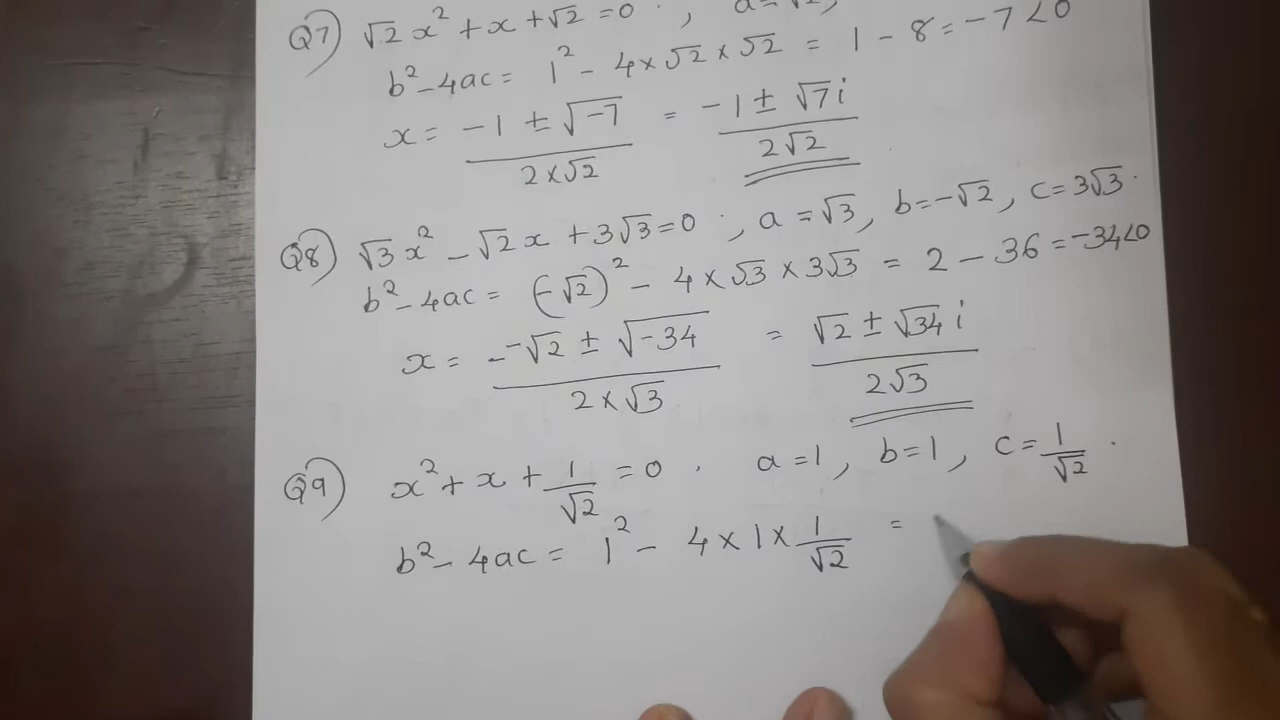 Q7) √2 x² + x + √2 = 0 , a = √2,
b² - 4ac = 1² - 4 × √2 × √2 = 1 - 8 = -7 < 0
x = -1 ± √-7 / 2×√2 = -1 ± √7 i / 2√2
Q8) √3 x² - √2 x + 3√3 = 0 , a = √3, b = -√2, c = 3√3.
b² - 4ac = (-√2)² - 4 × √3 × 3√3 = 2 - 36 = -34 < 0
x = --√2 ± √-34 / 2 × √3 = √2 ± √34 i / 2√3
Q9) x² + x + 1/√2 = 0 . a = 1, b = 1, c = 1/√2 .
b² - 4ac = 1² - 4 × 1 × 1/√2 =